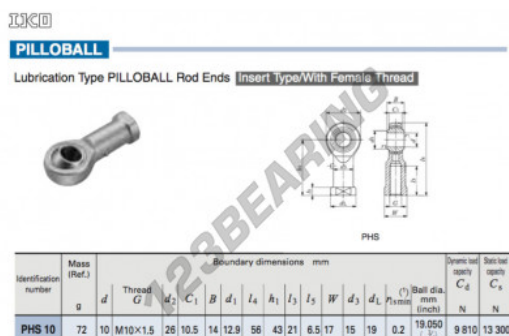 IKO
PILLOBALL
Lubrication Type PILLOBALL Rod Ends Insert Type/With Female Thread
123BEARING
PHS
Identification number
Mass (Ref.) g
Boundary dimensions mm
d Thread G d2 C1 B d1 l4 h1 l3 l5 W d3 dL r1s min (1)
Ball dia. mm (inch)
Dynamic load capacity Cd N
Static load capacity Cs N
PHS 10 72 10 M10×1.5 26 10.5 14 12.9 56 43 21 6.5 17 15 19 0.2 19.050 9 810 13 300